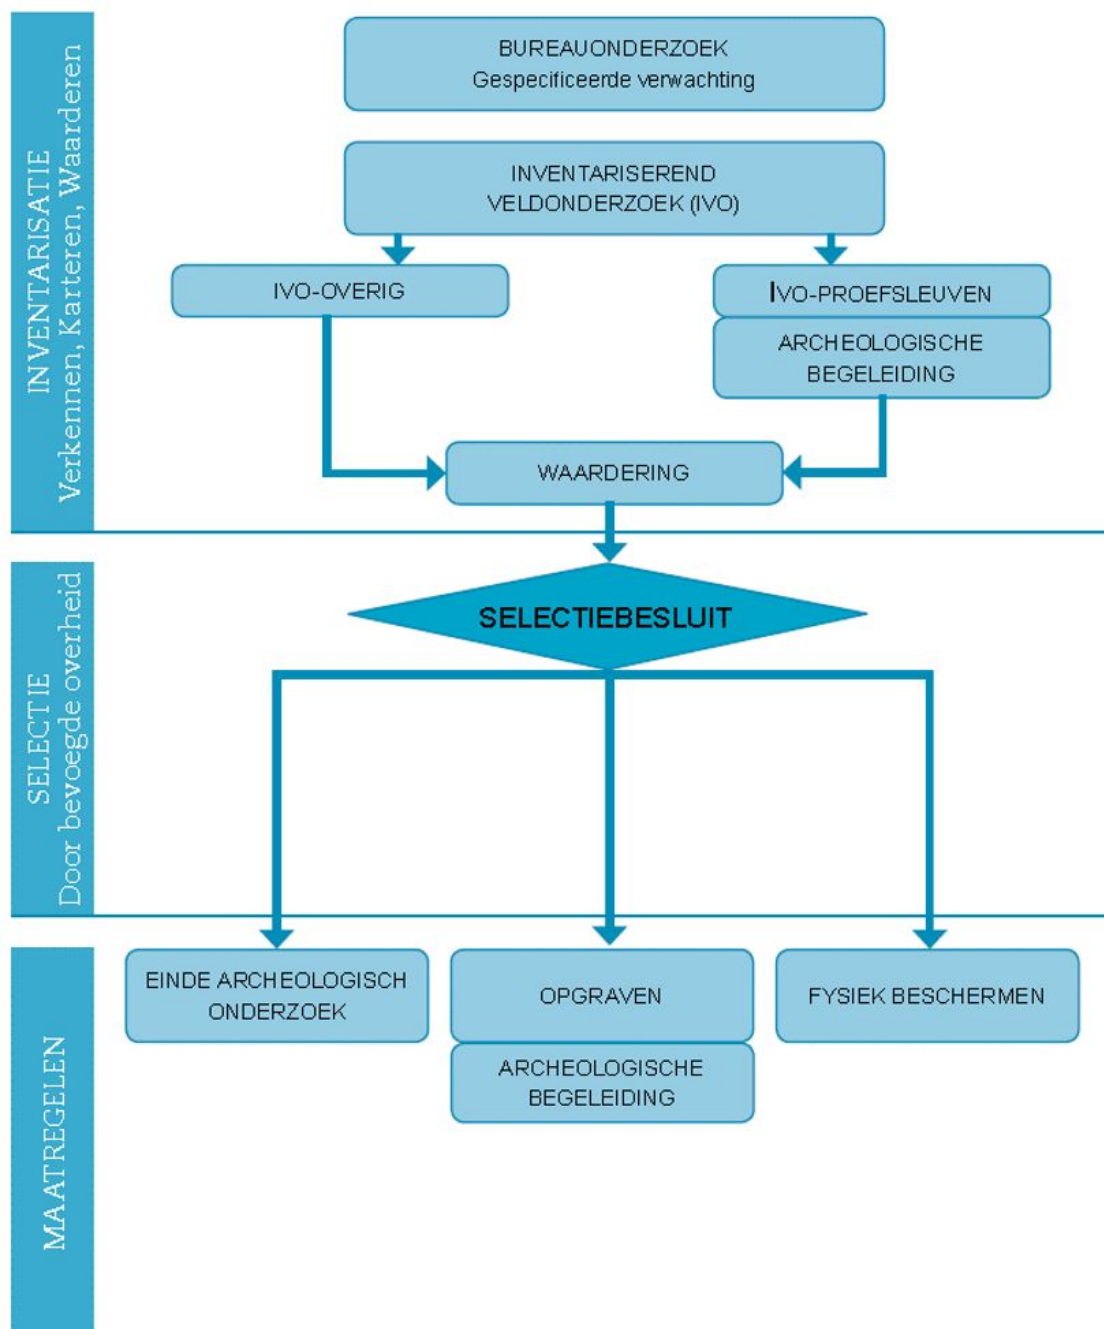 INVENTARISATIE
Verkennen, Karteren, Waarderen
BUREAUONDERZOEK
Gespecificeerde verwachting
INVENTARISEREND
VELDONDERZOEK (IVO)
IVO-OVERIG
IVO-PROEFSLEUVEN
ARCHEOLOGISCHE
BEGELEIDING
WAARDERING
SELECTIE
Door bevoegde overheid
SELECTIEBESLUIT
MAATREGELEN
EINDE ARCHEOLOGISCH
ONDERZOEK
OPGRAVEN
ARCHEOLOGISCHE
BEGELEIDING
FYSIEK BESCHERMEN